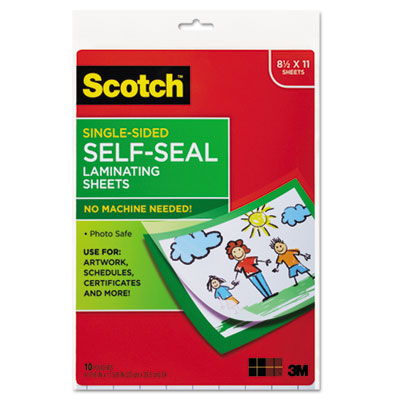 8½ X 11
SHEETS
Scotch
SINGLE-SIDED
SELF-SEAL
LAMINATING
SHEETS
NO MACHINE NEEDED!
• Photo Safe
USE FOR:
ARTWORK,
SCHEDULES,
CERTIFICATES
AND MORE!
10
3M